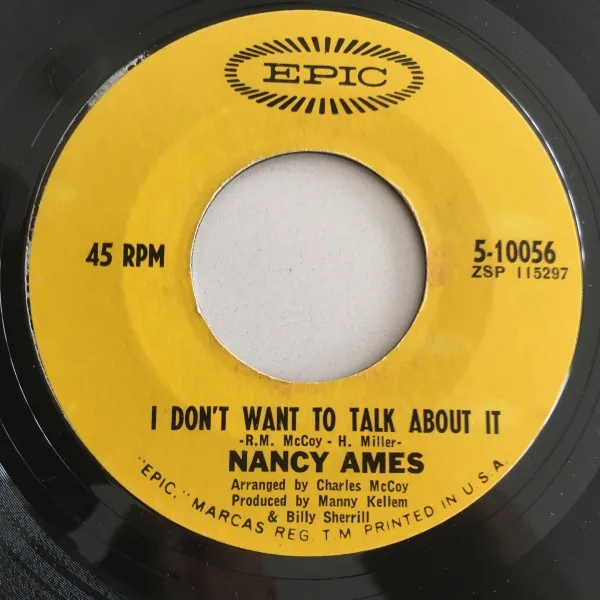 EPIC
45 RPM
5-10056
ZSP 115297
I DON'T WANT TO TALK ABOUT IT
-R.M. McCoy - H. Miller-
NANCY AMES
Arranged by Charles McCoy
Produced by Manny Kellem
& Billy Sherrill
"EPIC," MARCAS REG. T.M PRINTED IN U.S.A.